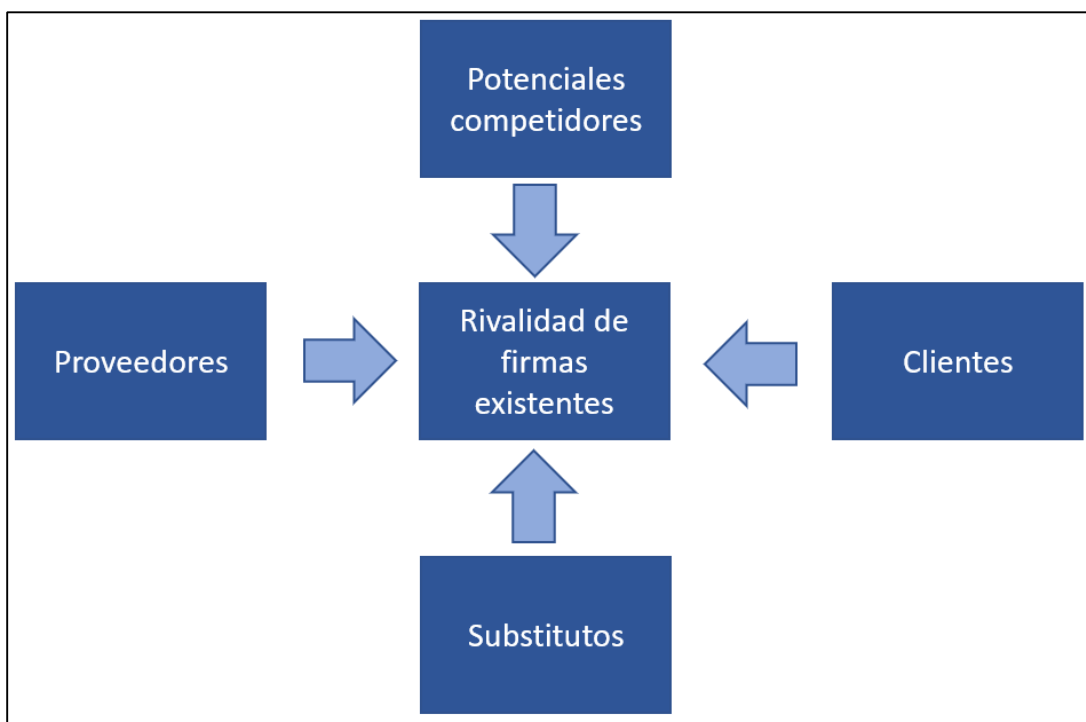 Potenciales
competidores
Proveedores
Rivalidad de
firmas
existentes
Clientes
Substitutos